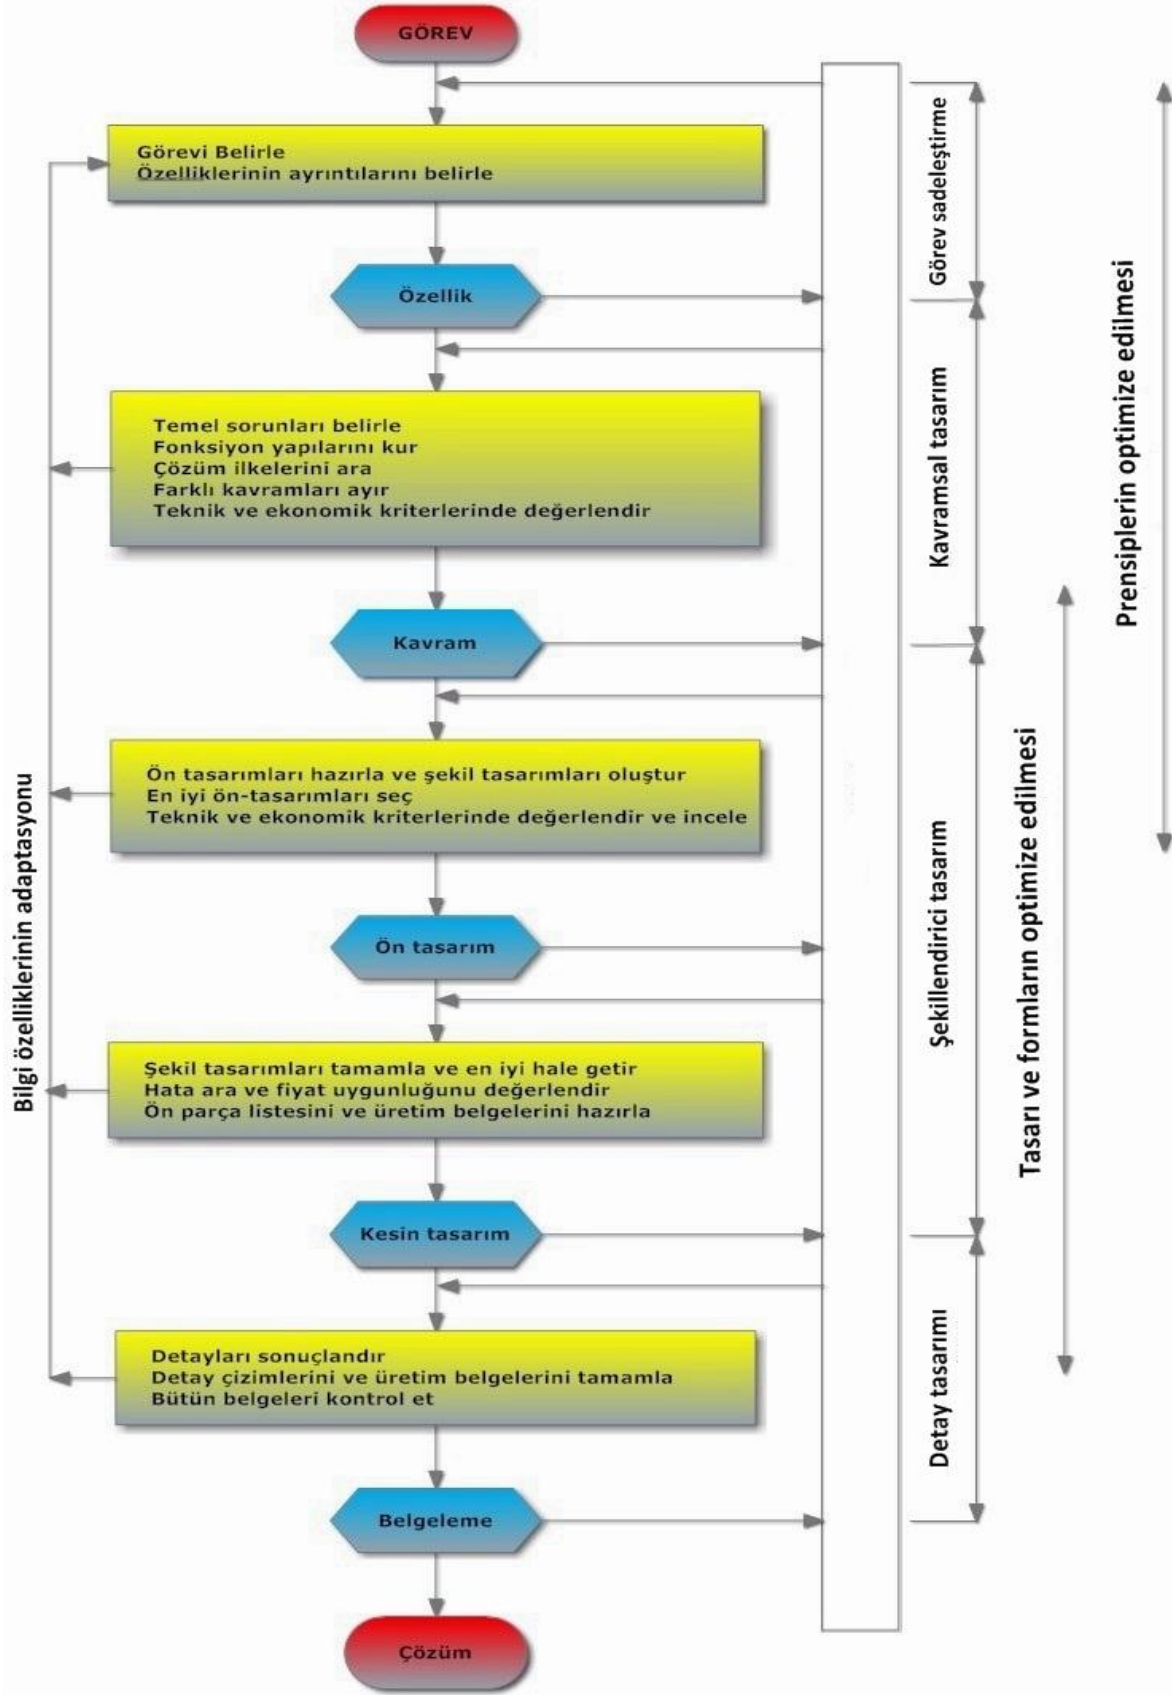 GÖREV
Görevi Belirle
Özelliklerinin ayrıntılarını belirle
Özellik
Temel sorunları belirle
Fonksiyon yapılarını kur
Çözüm ilkelerini ara
Farklı kavramları ayır
Teknik ve ekonomik kriterlerinde değerlendir
Kavram
Ön tasarımları hazırla ve şekil tasarımları oluştur
En iyi ön-tasarımları seç
Teknik ve ekonomik kriterlerinde değerlendir ve incele
Ön tasarım
Şekil tasarımları tamamla ve en iyi hale getir
Hata ara ve fiyat uygunluğunu değerlendir
Ön parça listesini ve üretim belgelerini hazırla
Kesin tasarım
Detayları sonuçlandır
Detay çizimlerini ve üretim belgelerini tamamla
Bütün belgeleri kontrol et
Belgeleme
Çözüm
Bilgi özelliklerinin adaptasyonu
Görev sadeleştirme
Kavramsal tasarım
Şekillendirici tasarım
Detay tasarımı
Tasarı ve formların optimize edilmesi
Prensiplerin optimize edilmesi